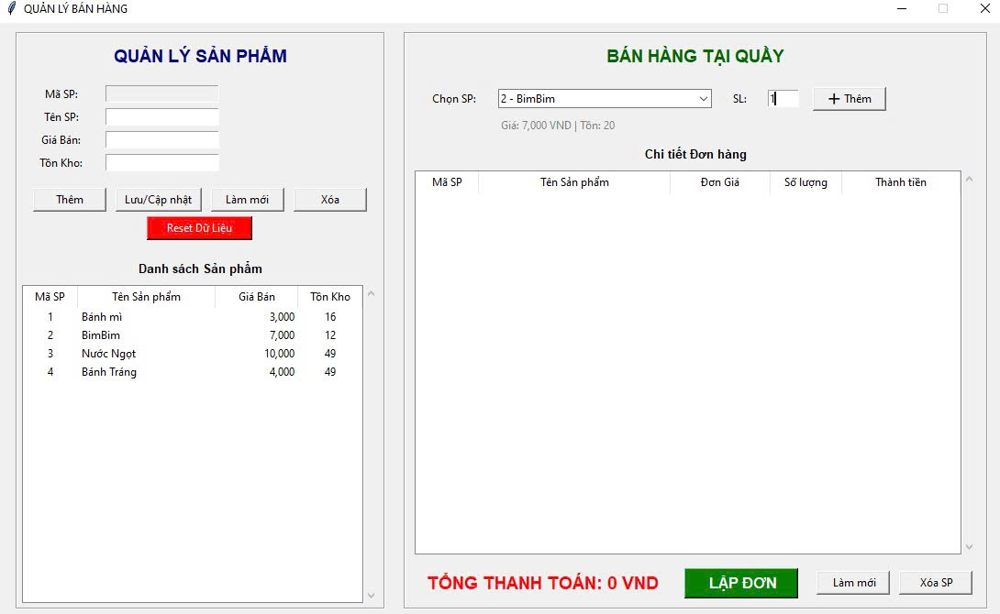 QUẢN LÝ BÁN HÀNG
QUẢN LÝ SẢN PHẨM
Mã SP:
Tên SP:
Giá Bán:
Tồn Kho:
Thêm Lưu/Cập nhật Làm mới Xóa
Reset Dữ Liệu
Danh sách Sản phẩm
Mã SP Tên Sản phẩm Giá Bán Tồn Kho
1 Bánh mì 3,000 16
2 BimBim 7,000 12
3 Nước Ngọt 10,000 49
4 Bánh Tráng 4,000 49
BÁN HÀNG TẠI QUẦY
Chọn SP: 2 - BimBim SL: 1 + Thêm
Giá: 7,000 VND | Tồn: 20
Chi tiết Đơn hàng
Mã SP Tên Sản phẩm Đơn Giá Số lượng Thành tiền
TỔNG THANH TOÁN: 0 VND LẬP ĐƠN Làm mới Xóa SP